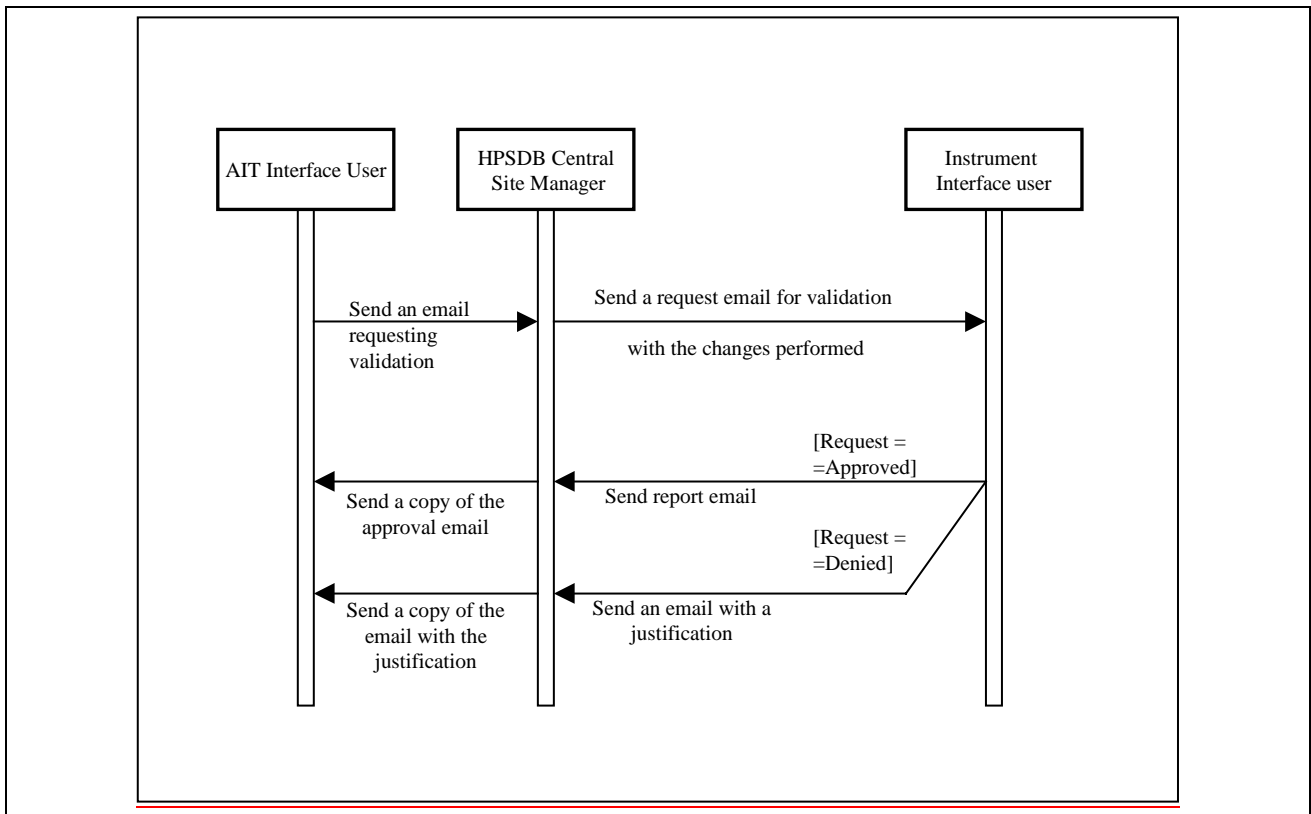 AIT Interface User
HPSDB Central
Site Manager
Instrument
Interface user
Send an email
requesting
validation
Send a request email for validation
with the changes performed
[Request =
=Approved]
Send report email
Send a copy of the
approval email
[Request =
=Denied]
Send an email with a
justification
Send a copy of the
email with the
justification